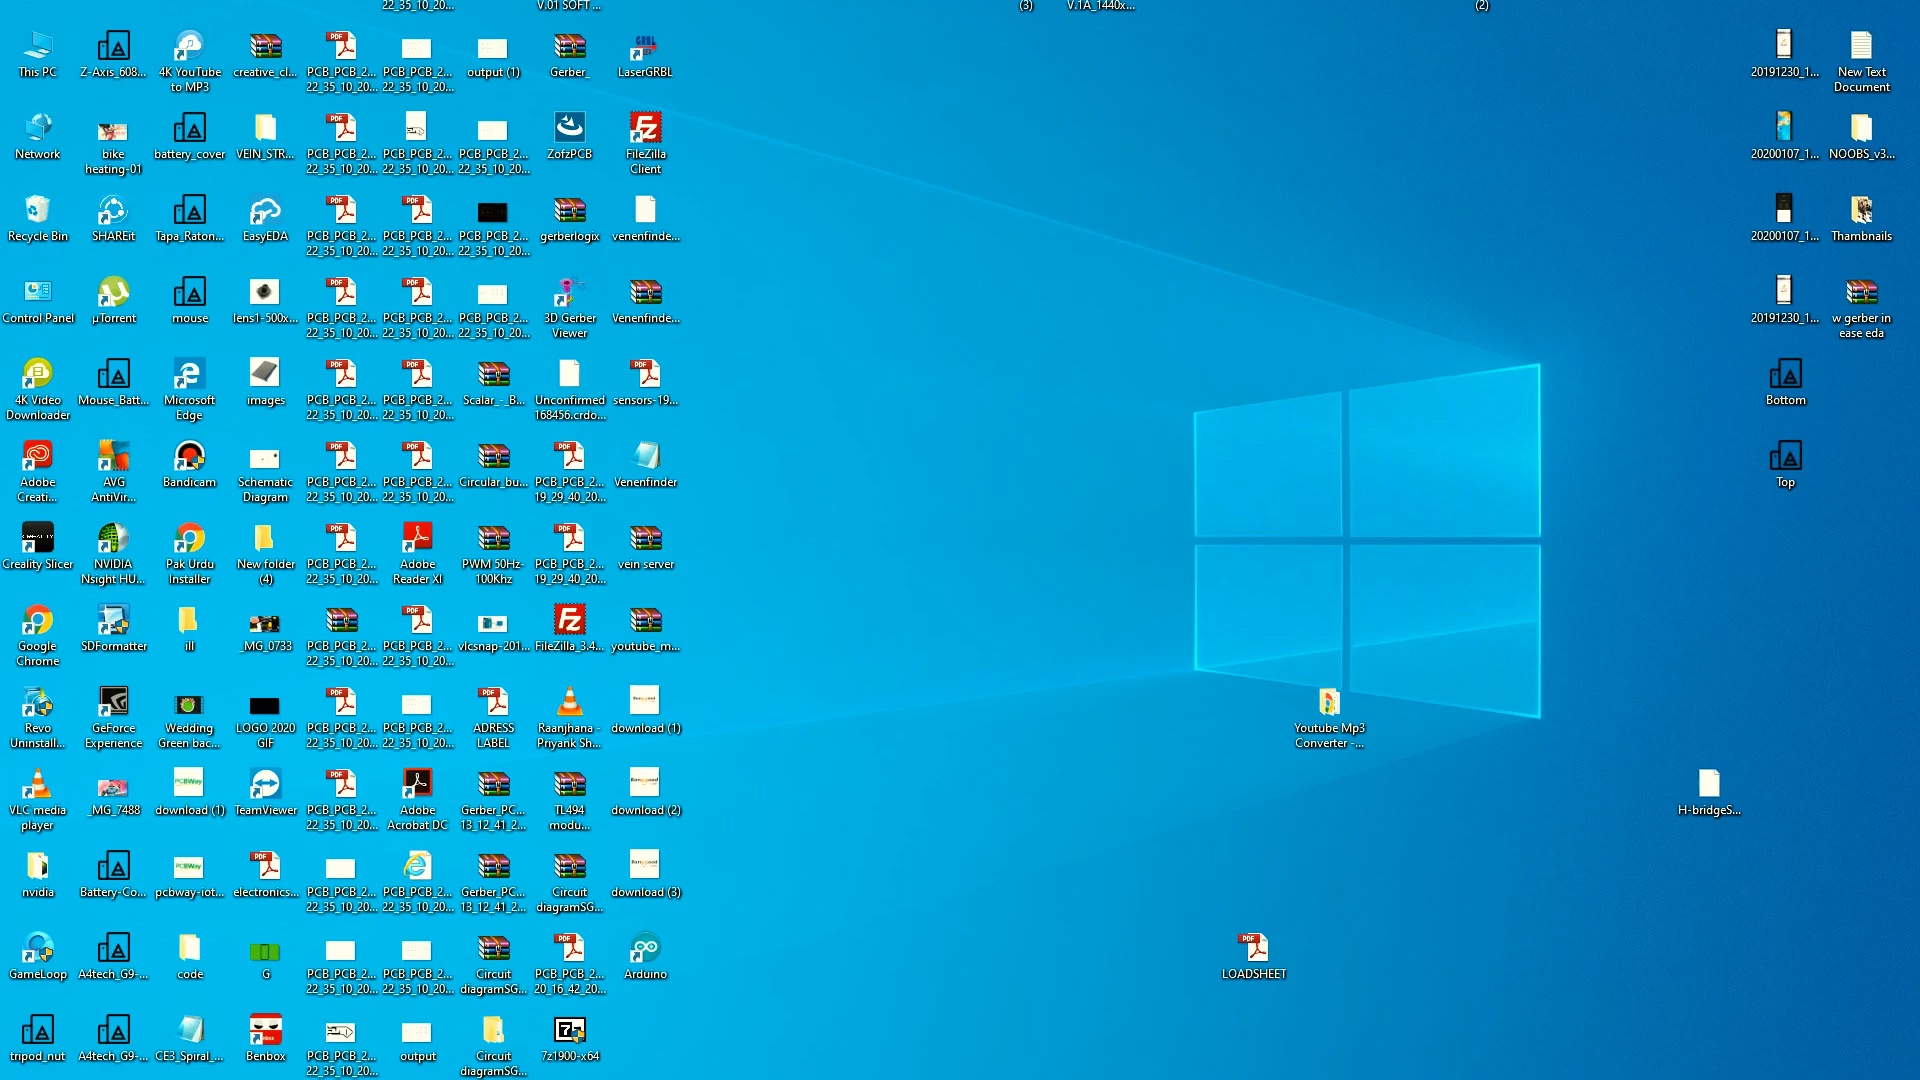 22_35_10_20...
V.01 SOFT ...
(3)
V.1A_1440x...
(2)
This PC
Z-Axis_608...
4K YouTube
to MP3
creative_cl...
PCB_PCB_2...
22_35_10_20...
PCB_PCB_2...
22_35_10_20...
output (1)
Gerber_
LaserGRBL
20191230_1...
New Text
Document
Network
bike
heating-01
battery_cover
VEIN_STR...
PCB_PCB_2...
22_35_10_20...
PCB_PCB_2...
22_35_10_20...
PCB_PCB_2...
22_35_10_20...
ZofzPCB
FileZilla
Client
20200107_1...
NOOBS_v3...
Recycle Bin
SHAREit
Tapa_Raton...
EasyEDA
PCB_PCB_2...
22_35_10_20...
PCB_PCB_2...
22_35_10_20...
PCB_PCB_2...
22_35_10_20...
gerberlogix
venenfinde...
20200107_1...
Thambnails
Control Panel
µTorrent
mouse
lens1-500x...
PCB_PCB_2...
22_35_10_20...
PCB_PCB_2...
22_35_10_20...
PCB_PCB_2...
22_35_10_20...
3D Gerber
Viewer
Venenfinde...
20191230_1...
w gerber in
ease eda
4K Video
Downloader
Mouse_Batt...
Microsoft
Edge
images
PCB_PCB_2...
22_35_10_20...
PCB_PCB_2...
22_35_10_20...
Scalar_-_B...
Unconfirmed
168456.crdo...
sensors-19...
Bottom
Adobe
Creati...
AVG
AntiVir...
Bandicam
Schematic
Diagram
PCB_PCB_2...
22_35_10_20...
PCB_PCB_2...
22_35_10_20...
Circular_bu...
PCB_PCB_2...
19_29_40_20...
Venenfinder
Top
Creality Slicer
NVIDIA
Nsight HU...
Pak Urdu
Installer
New folder
(4)
PCB_PCB_2...
22_35_10_20...
Adobe
Reader XI
PWM 50Hz-
100Khz
PCB_PCB_2...
19_29_40_20...
vein server
Google
Chrome
SDFormatter
ill
_MG_0733
PCB_PCB_2...
22_35_10_20...
PCB_PCB_2...
22_35_10_20...
vlcsnap-201...
FileZilla_3.4...
youtube_m...
Revo
Uninstall...
GeForce
Experience
Wedding
Green bac...
LOGO 2020
GIF
PCB_PCB_2...
22_35_10_20...
PCB_PCB_2...
22_35_10_20...
ADRESS
LABEL
Raanjhana -
Priyank Sh...
download (1)
Youtube Mp3
Converter -...
VLC media
player
_MG_7488
download (1)
TeamViewer
PCB_PCB_2...
22_35_10_20...
Adobe
Acrobat DC
Gerber_PC...
13_12_41_2...
TL494
modu...
download (2)
H-bridgeS...
nvidia
Battery-Co...
pcbway-iot...
electronics...
PCB_PCB_2...
22_35_10_20...
PCB_PCB_2...
22_35_10_20...
Gerber_PC...
13_12_41_2...
Circuit
diagramSG...
download (3)
GameLoop
A4tech_G9-...
code
G
PCB_PCB_2...
22_35_10_20...
PCB_PCB_2...
22_35_10_20...
Circuit
diagramSG...
PCB_PCB_2...
20_16_42_20...
Arduino
LOADSHEET
tripod_nut
A4tech_G9-...
CE3_Spiral_...
Benbox
PCB_PCB_2...
22_35_10_20...
output
Circuit
diagramSG...
7z1900-x64